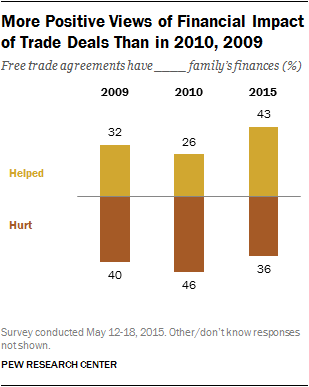 More Positive Views of Financial Impact
of Trade Deals Than in 2010, 2009
Free trade agreements have _____ family's finances (%)
2009 2010 2015
32 26 43
Helped
Hurt
40 46 36
Survey conducted May 12-18, 2015. Other/don't know responses
not shown.
PEW RESEARCH CENTER